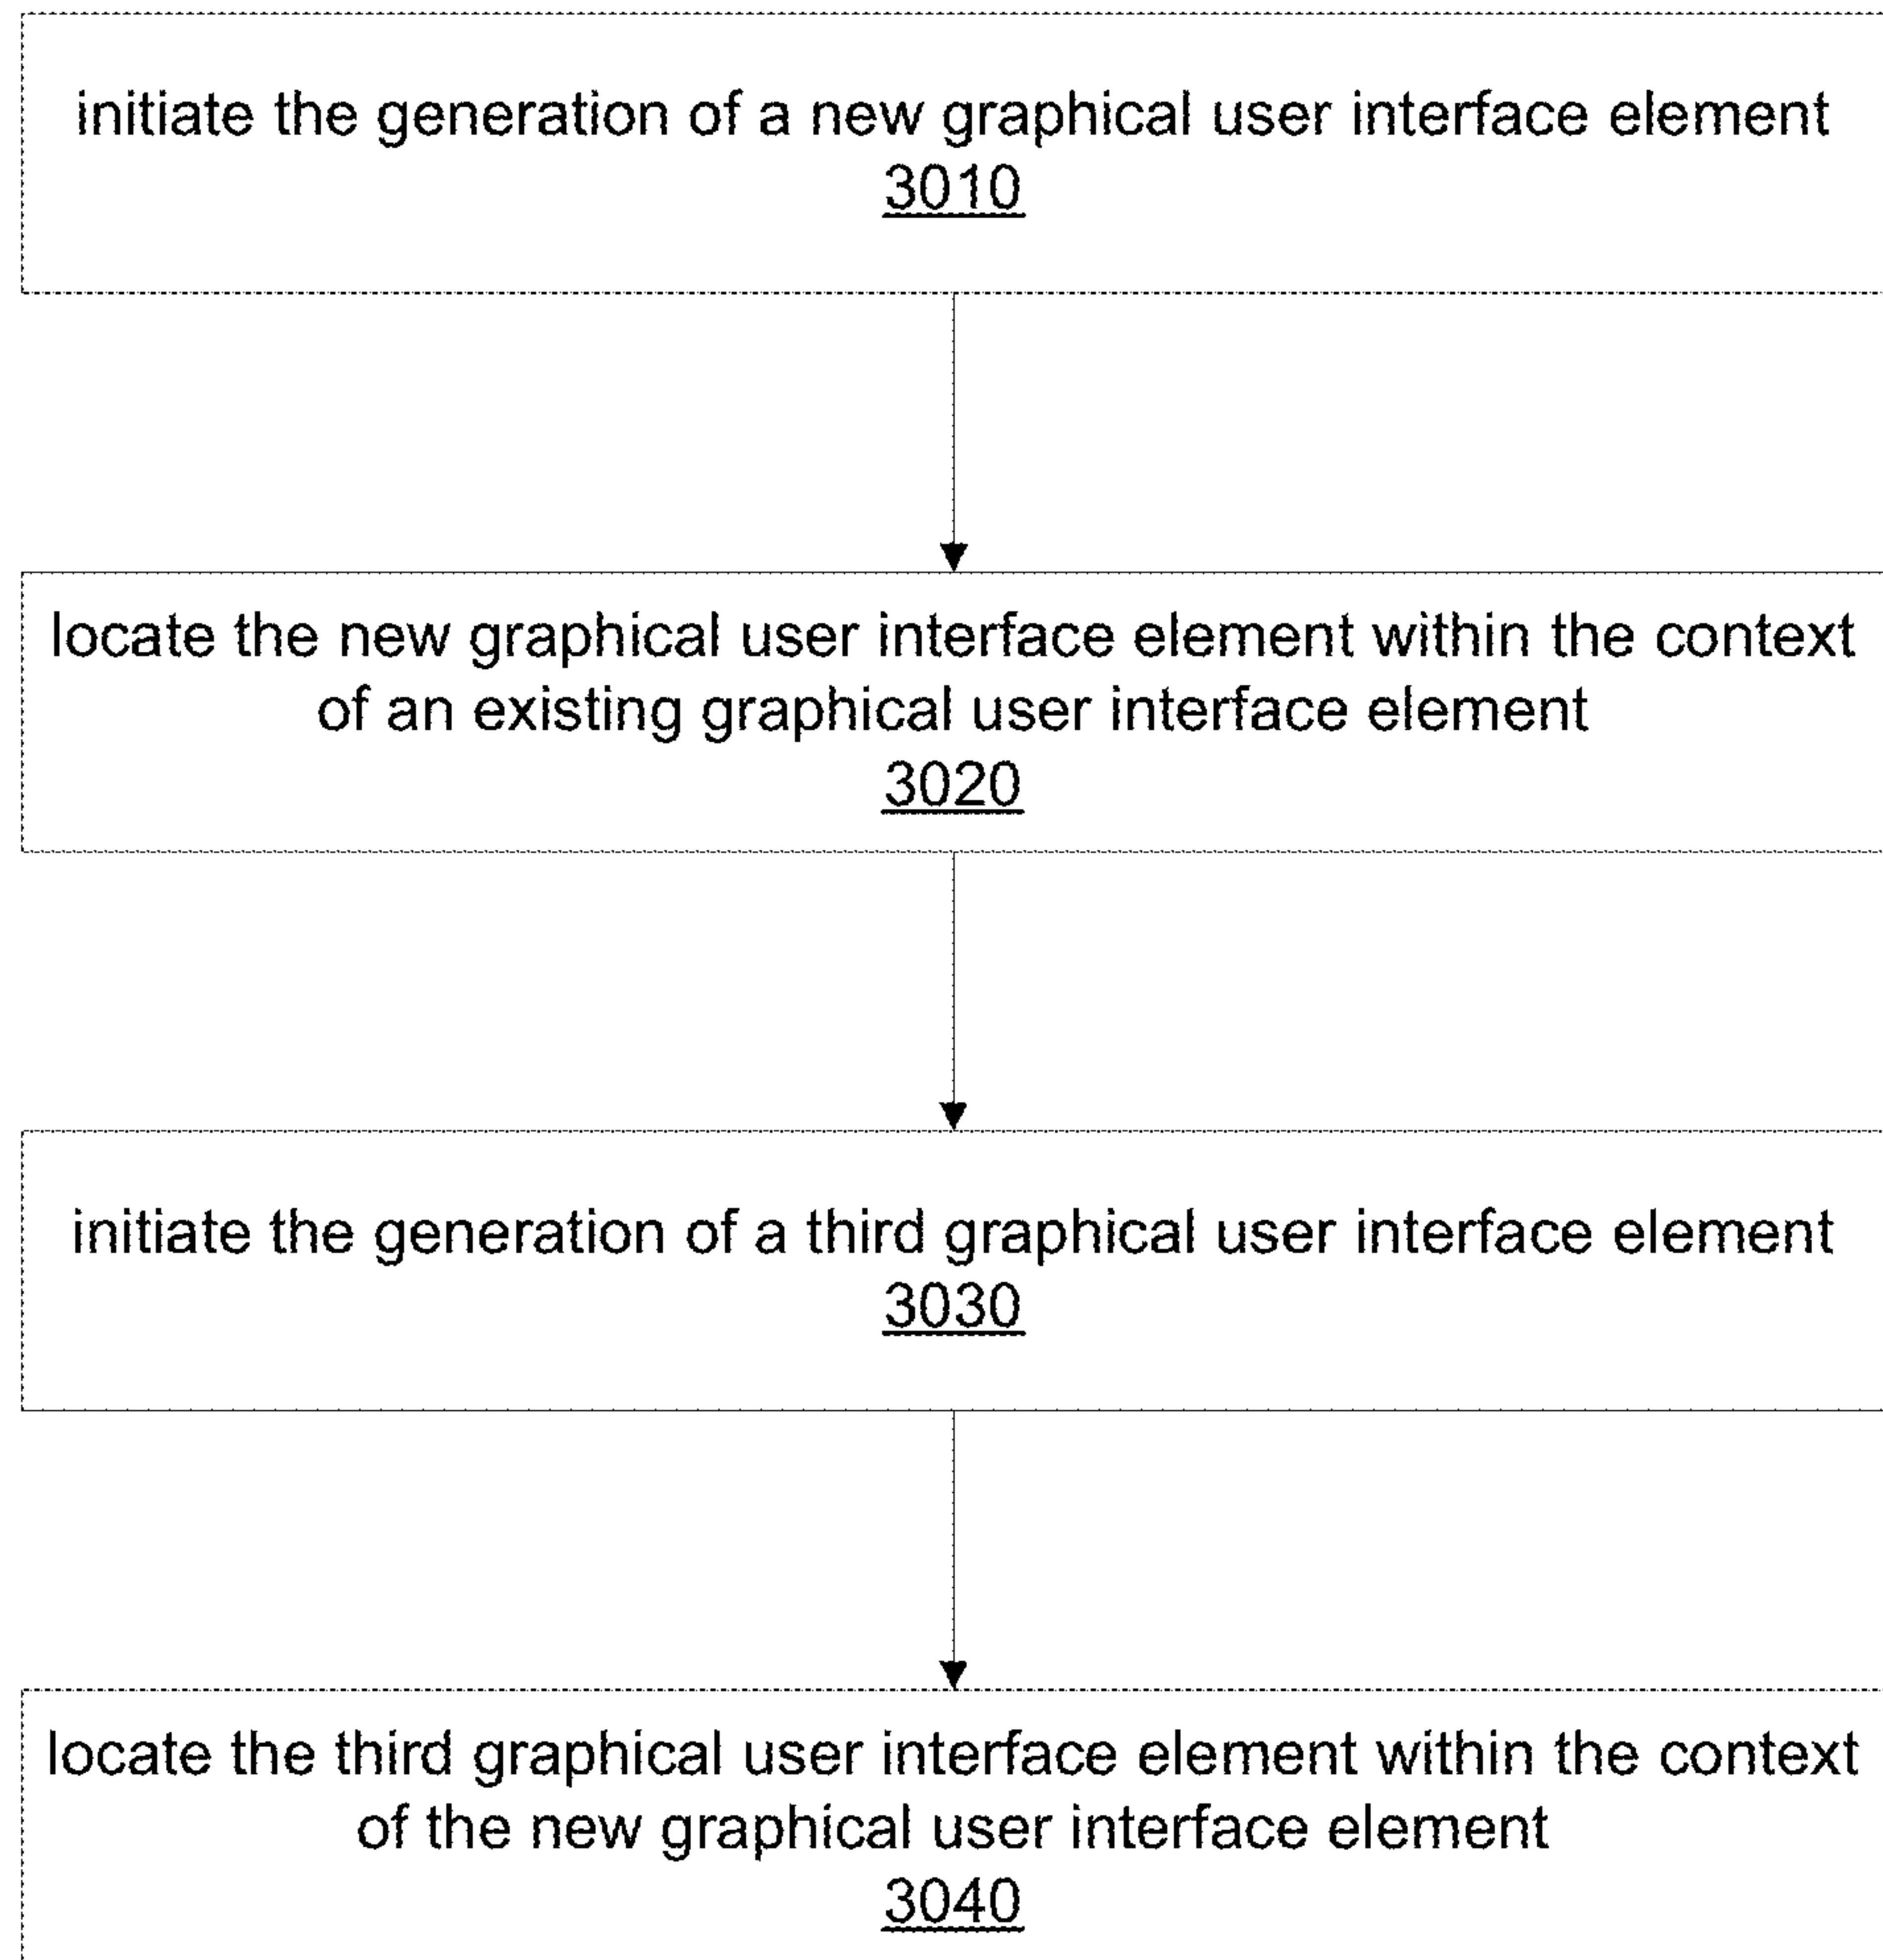 initiate the generation of a new graphical user interface element
3010
locate the new graphical user interface element within the context
of an existing graphical user interface element
3020
initiate the generation of a third graphical user interface element
3030
locate the third graphical user interface element within the context
of the new graphical user interface element
3040